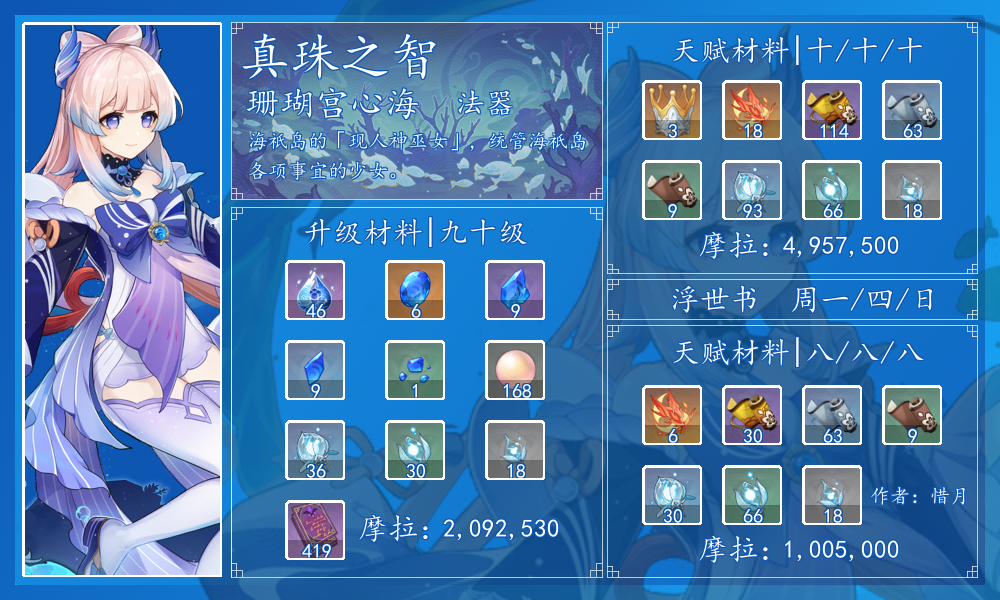 真珠之智
珊瑚宫心海 法器
海祇岛的「现人神巫女」，统管海祇岛
各项事宜的少女。
升级材料|九十级
46 6 9
9 1 168
36 30 18
419 摩拉：2,092,530
天赋材料|十/十/十
3 18 114 63
9 93 66 18
摩拉：4,957,500
浮世书 周一/四/日
天赋材料|八/八/八
6 30 63 9
30 66 18 作者：惜月
摩拉：1,005,000